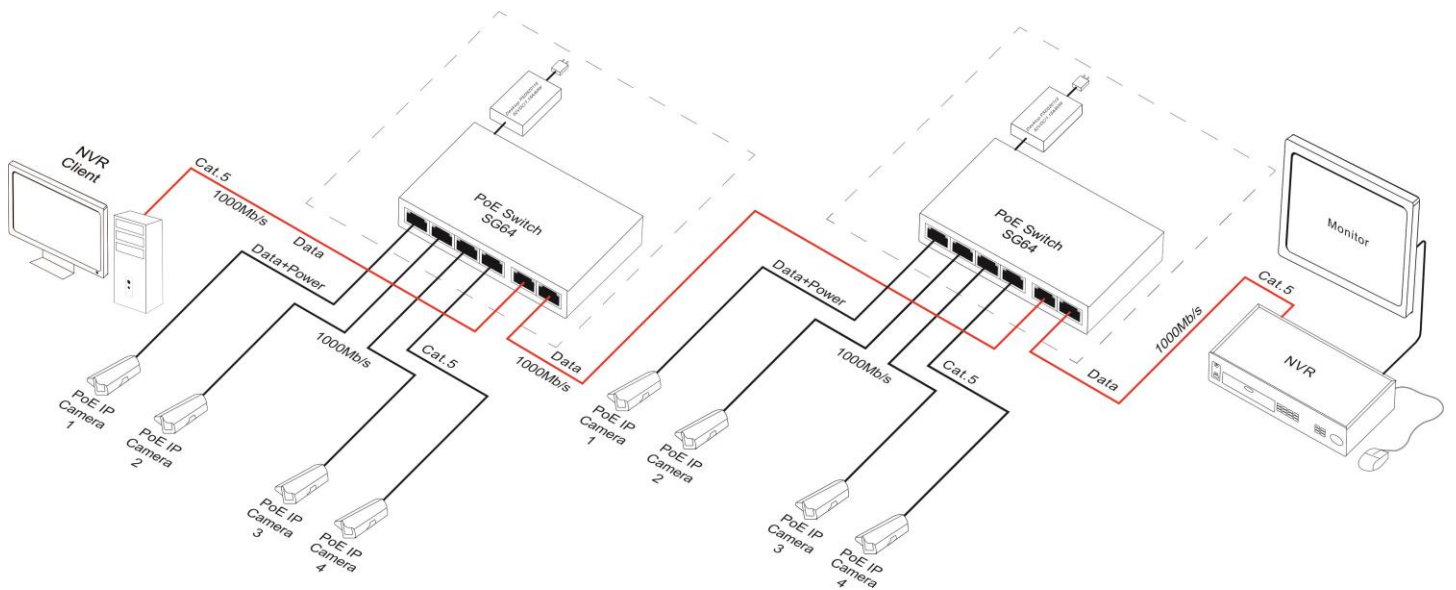 NVR
Client
Cat.5
1000Mb/s
Data
Data+Power
PoE Switch
SG64
1000Mb/s
Cat.5
Data
1000Mb/s
PoE IP
Camera
1
PoE IP
Camera
2
PoE IP
Camera
3
PoE IP
Camera
4
PoE Switch
SG64
Data+Power
1000Mb/s
Cat.5
Data
1000Mb/s
Cat.5
PoE IP
Camera
1
PoE IP
Camera
2
PoE IP
Camera
3
PoE IP
Camera
4
Monitor
NVR